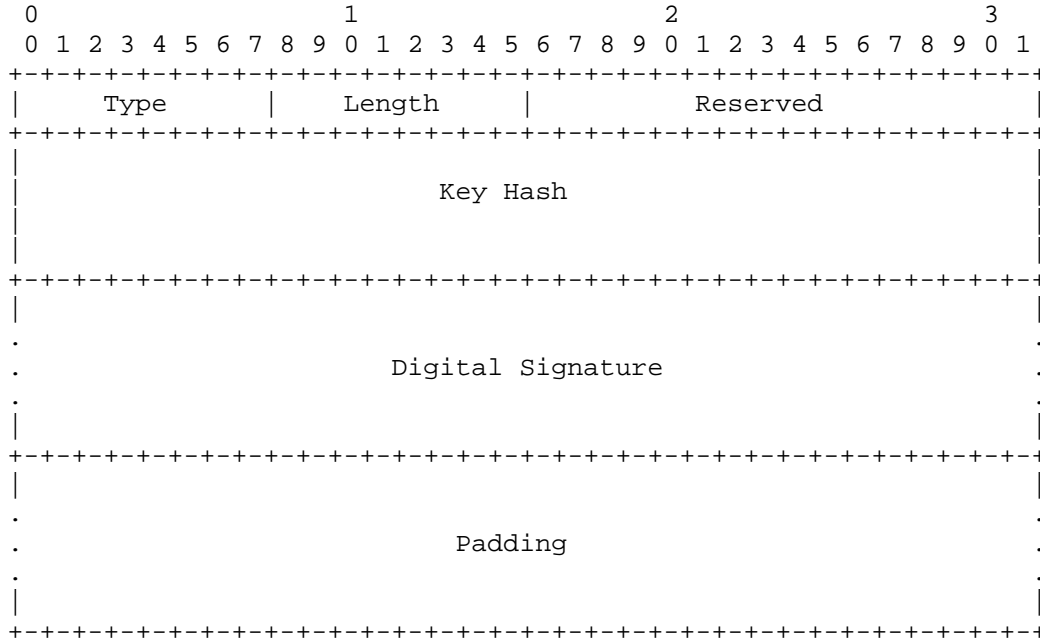 0                   1                   2                   3
0 1 2 3 4 5 6 7 8 9 0 1 2 3 4 5 6 7 8 9 0 1 2 3 4 5 6 7 8 9 0 1
+-+-+-+-+-+-+-+-+-+-+-+-+-+-+-+-+-+-+-+-+-+-+-+-+-+-+-+-+-+-+-+-+
|     Type      |    Length     |           Reserved            |
+-+-+-+-+-+-+-+-+-+-+-+-+-+-+-+-+-+-+-+-+-+-+-+-+-+-+-+-+-+-+-+-+
|                                                               |
|                          Key Hash                             |
|                                                               |
|                                                               |
+-+-+-+-+-+-+-+-+-+-+-+-+-+-+-+-+-+-+-+-+-+-+-+-+-+-+-+-+-+-+-+-+
|                                                               |
.                                                               .
.                       Digital Signature                       .
.                                                               .
|                                                               |
+-+-+-+-+-+-+-+-+-+-+-+-+-+-+-+-+-+-+-+-+-+-+-+-+-+-+-+-+-+-+-+-+
|                                                               |
.                                                               .
.                           Padding                             .
.                                                               .
|                                                               |
+-+-+-+-+-+-+-+-+-+-+-+-+-+-+-+-+-+-+-+-+-+-+-+-+-+-+-+-+-+-+-+-+